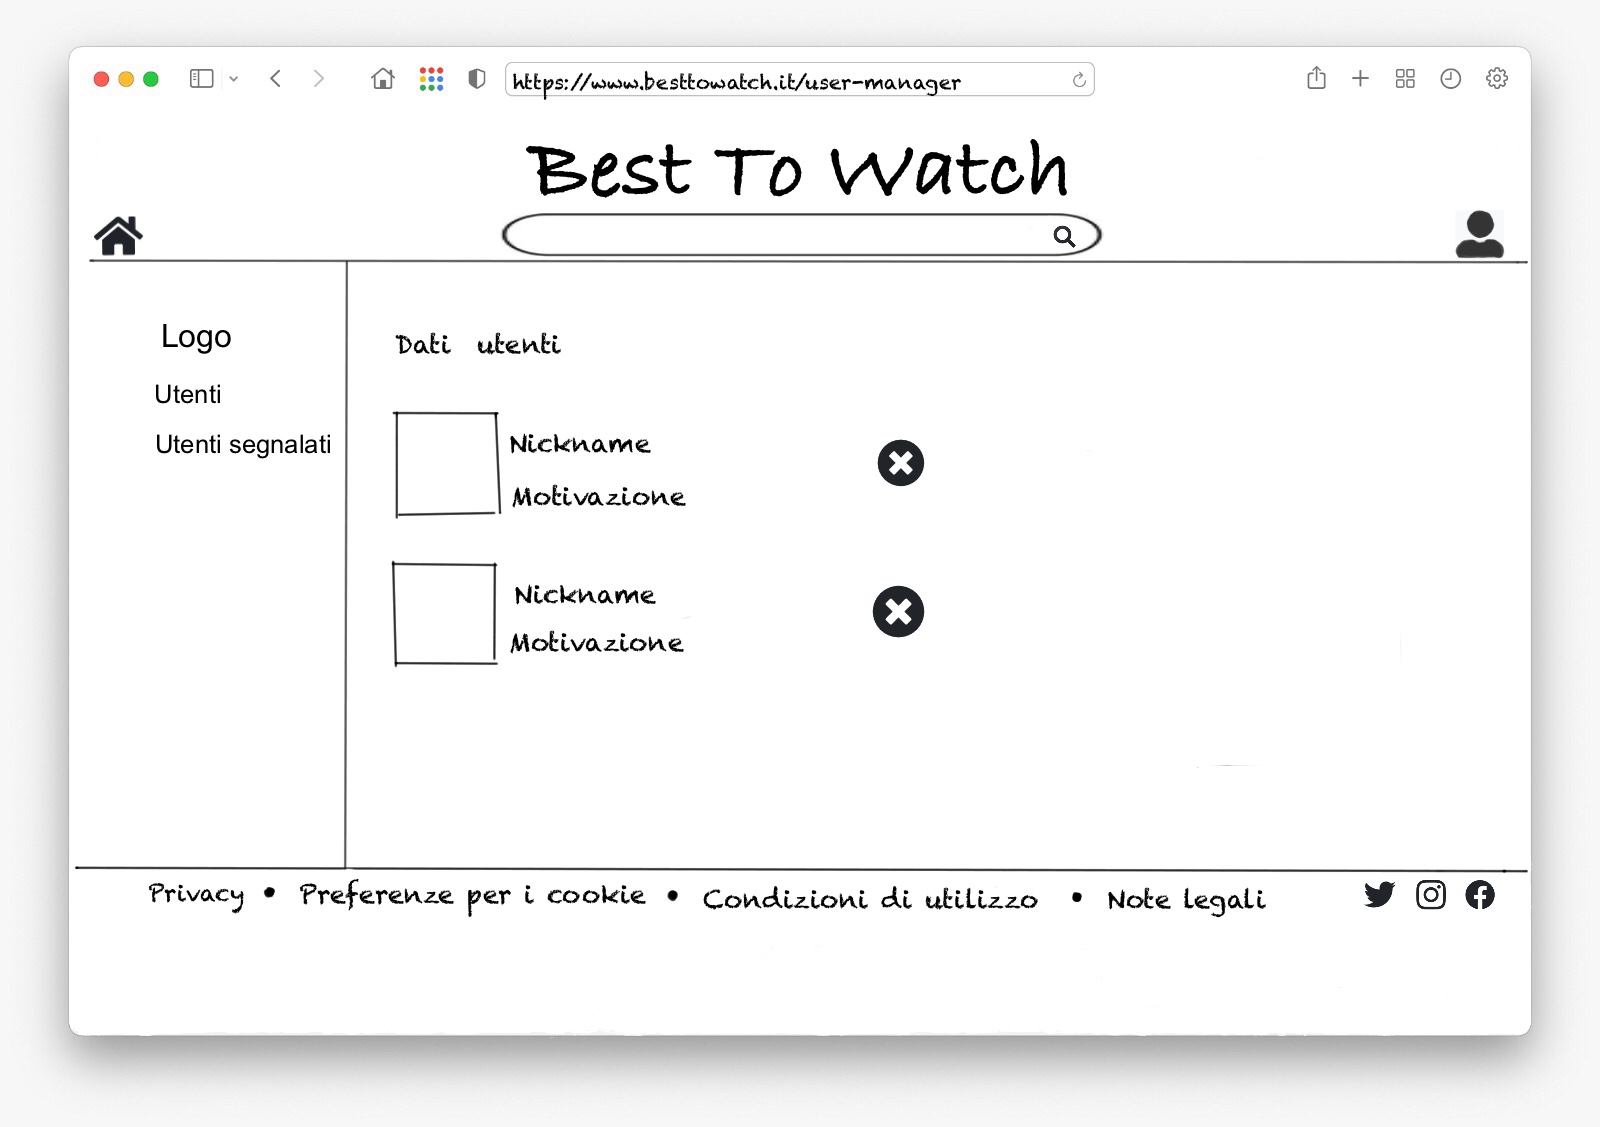 https://www.besttowatch.it/user-manager
Best To Watch
Logo
Utenti
Utenti segnalati
Dati utenti
Nickname
Motivazione
Nickname
Motivazione
Privacy • Preferenze per i cookie • Condizioni di utilizzo • Note legali